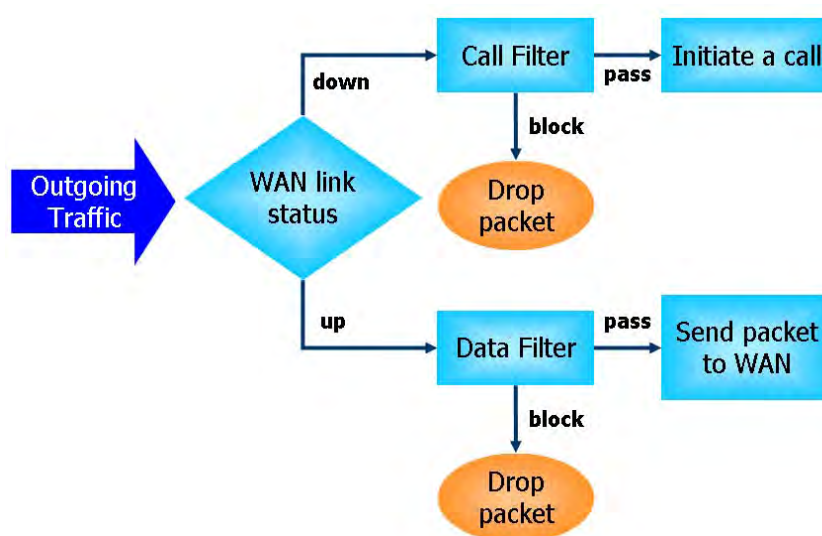 Outgoing
Traffic
WAN link
status
down
Call Filter
pass
Initiate a call
block
Drop
packet
up
Data Filter
pass
Send packet
to WAN
block
Drop
packet